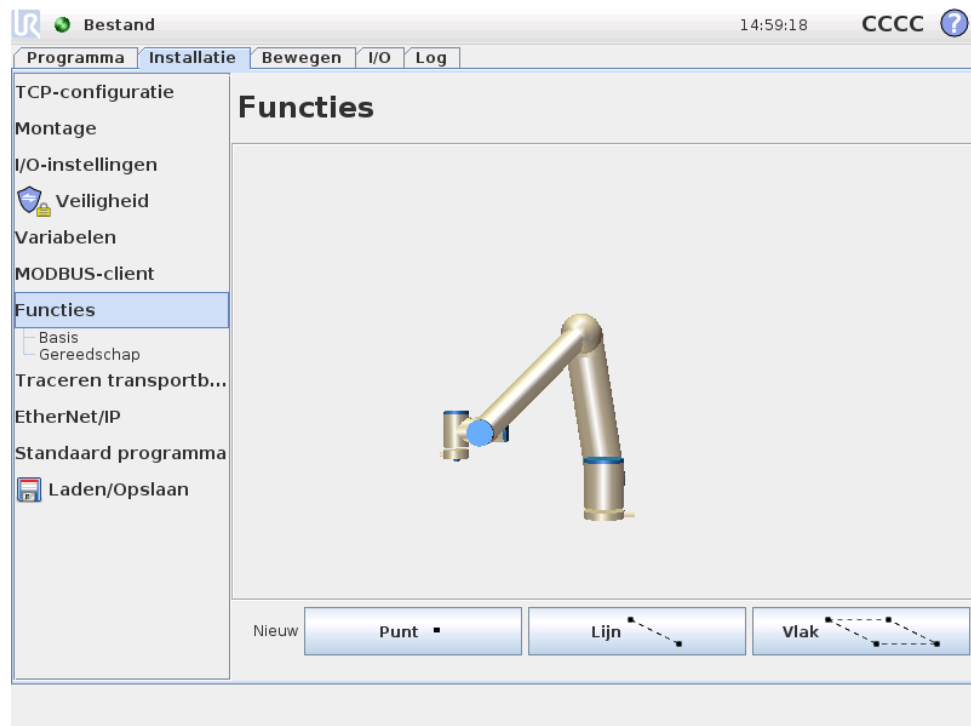 UR Bestand 14:59:18 CCCC ?
Programma Installatie Bewegen I/O Log
TCP-configuratie
Montage
I/O-instellingen
Veiligheid
Variabelen
MODBUS-client
Functies
Basis
Gereedschap
Traceren transportb...
EtherNet/IP
Standaard programma
Laden/Opslaan
Functies
Nieuw Punt Lijn Vlak